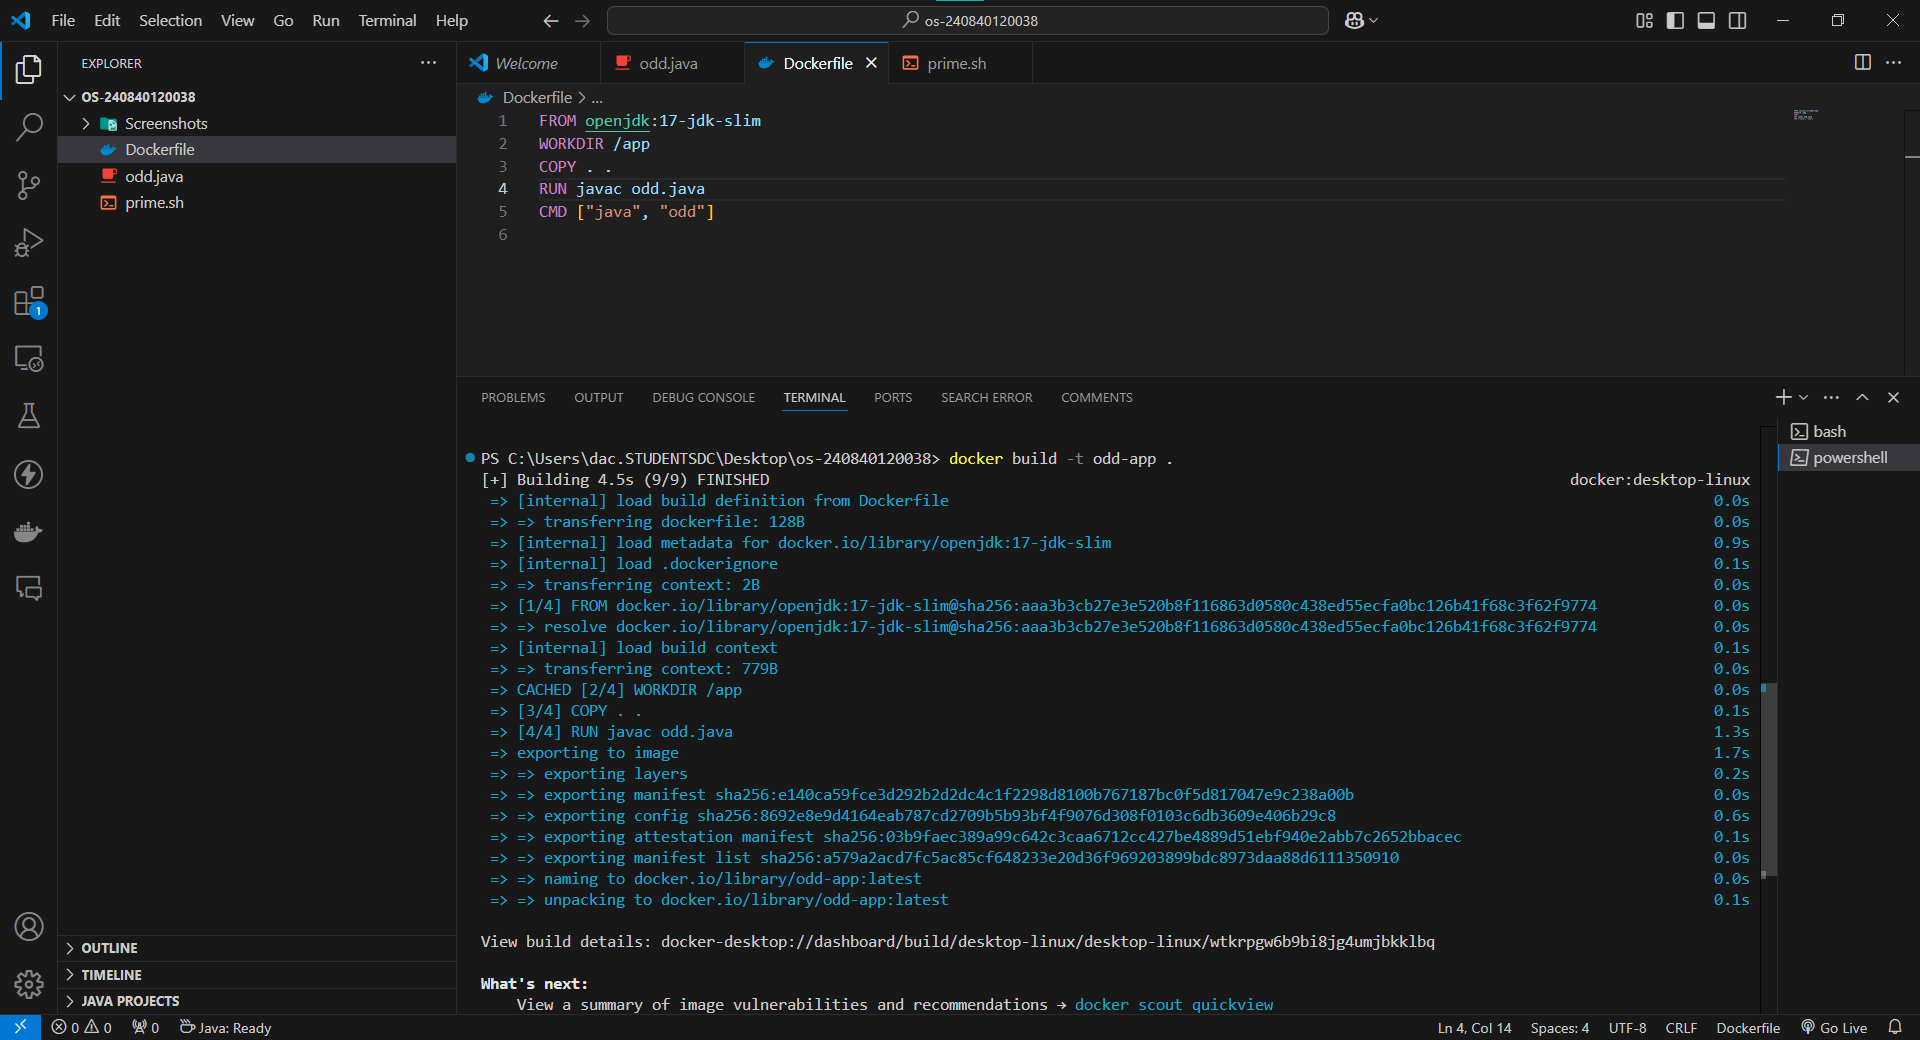 File Edit Selection View Go Run Terminal Help
os-240840120038
EXPLORER
OS-240840120038
Screenshots
Dockerfile
odd.java
prime.sh
1
OUTLINE
TIMELINE
JAVA PROJECTS
Welcome odd.java Dockerfile prime.sh
Dockerfile > ...
1 FROM openjdk:17-jdk-slim
2 WORKDIR /app
3 COPY . .
4 RUN javac odd.java
5 CMD ["java", "odd"]
6
PROBLEMS OUTPUT DEBUG CONSOLE TERMINAL PORTS SEARCH ERROR COMMENTS
bash
powershell
PS C:\Users\dac.STUDENTSDC\Desktop\os-240840120038> docker build -t odd-app .
[+] Building 4.5s (9/9) FINISHED docker:desktop-linux
=> [internal] load build definition from Dockerfile 0.0s
=> => transferring dockerfile: 128B 0.0s
=> [internal] load metadata for docker.io/library/openjdk:17-jdk-slim 0.9s
=> [internal] load .dockerignore 0.1s
=> => transferring context: 2B 0.0s
=> [1/4] FROM docker.io/library/openjdk:17-jdk-slim@sha256:aaa3b3cb27e3e520b8f116863d0580c438ed55ecfa0bc126b41f68c3f62f9774 0.0s
=> => resolve docker.io/library/openjdk:17-jdk-slim@sha256:aaa3b3cb27e3e520b8f116863d0580c438ed55ecfa0bc126b41f68c3f62f9774 0.0s
=> [internal] load build context 0.1s
=> => transferring context: 779B 0.0s
=> CACHED [2/4] WORKDIR /app 0.0s
=> [3/4] COPY . . 0.1s
=> [4/4] RUN javac odd.java 1.3s
=> exporting to image 1.7s
=> => exporting layers 0.2s
=> => exporting manifest sha256:e140ca59fce3d292b2d2dc4c1f2298d8100b767187bc0f5d817047e9c238a00b 0.0s
=> => exporting config sha256:8692e8e9d4164eab787cd2709b5b93bf4f9076d308f0103c6db3609e406b29c8 0.6s
=> => exporting attestation manifest sha256:03b9faec389a99c642c3caa6712cc427be4889d51ebf940e2abb7c2652bbacec 0.1s
=> => exporting manifest list sha256:a579a2acd7fc5ac85cf648233e20d36f969203899bdc8973daa88d6111350910 0.0s
=> => naming to docker.io/library/odd-app:latest 0.0s
=> => unpacking to docker.io/library/odd-app:latest 0.1s
View build details: docker-desktop://dashboard/build/desktop-linux/desktop-linux/wtkrpgw6b9bi8jg4umjbkklbq
What's next:
View a summary of image vulnerabilities and recommendations → docker scout quickview
0 0 0 Java: Ready Ln 4, Col 14 Spaces: 4 UTF-8 CRLF Dockerfile Go Live